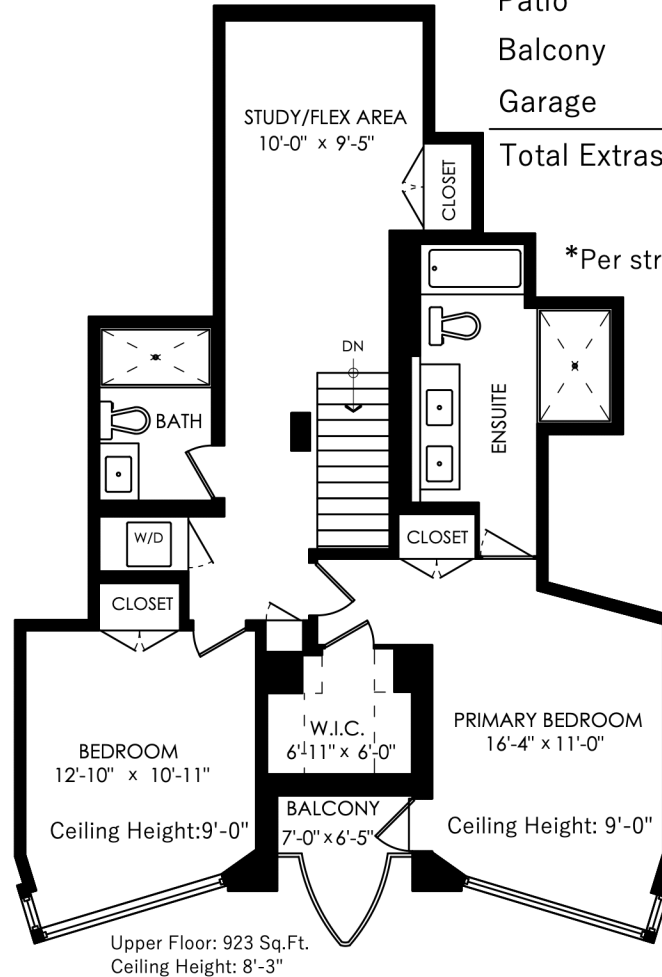 Patio
Balcony
Garage
Total Extras
*Per str
STUDY/FLEX AREA
10'-0" x 9'-5"
CLOSET
DN
BATH
ENSUITE
W/D
CLOSET
CLOSET
W.I.C.
6'-11" x 6'-0"
PRIMARY BEDROOM
16'-4" x 11'-0"
BEDROOM
12'-10" x 10'-11"
BALCONY
7'-0" x 6'-5"
Ceiling Height:9'-0"
Ceiling Height: 9'-0"
Upper Floor: 923 Sq.Ft.
Ceiling Height: 8'-3"